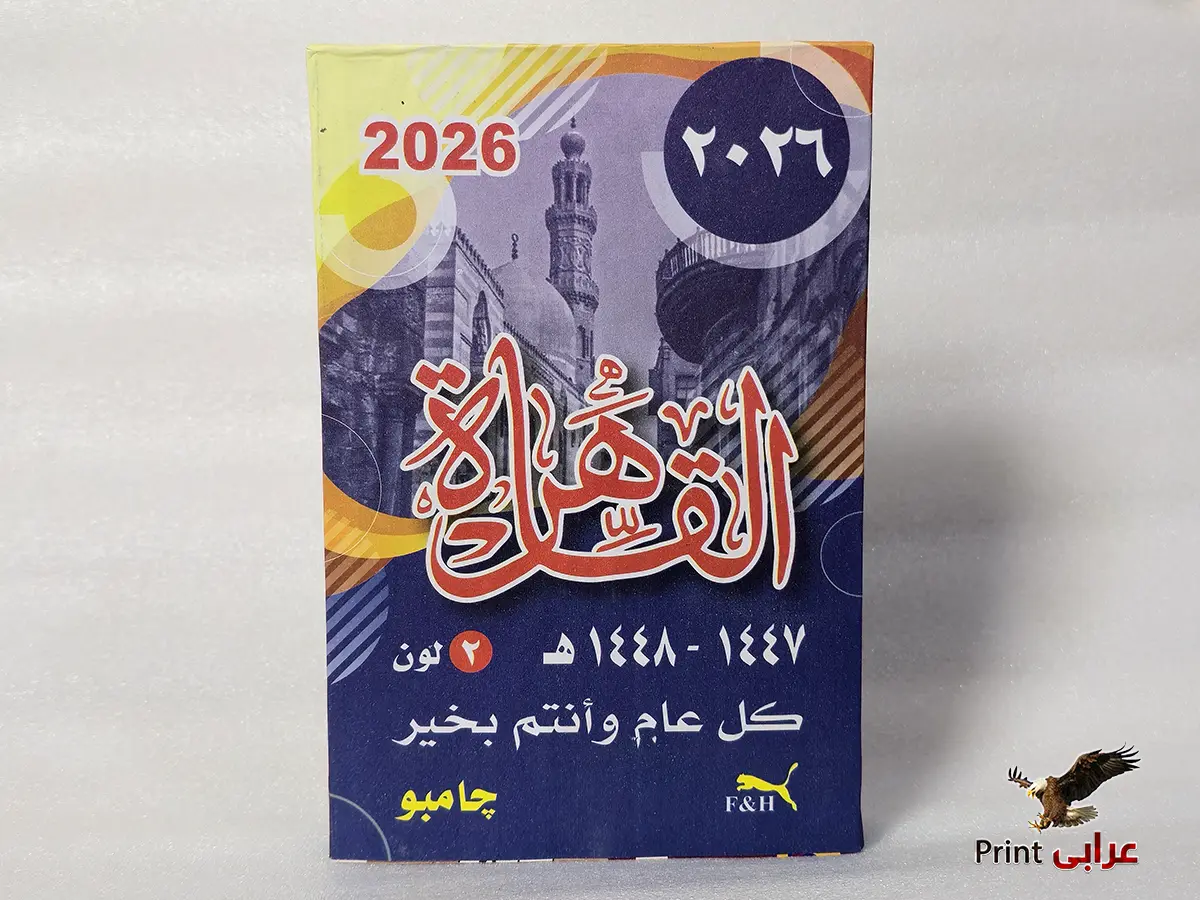 2026
٢٠٢٦
القاهرة
١٤٤٧ - ١٤٤٨ هـ
٢ لون
كل عام وأنتم بخير
چامبو
F&H
Print عرابى